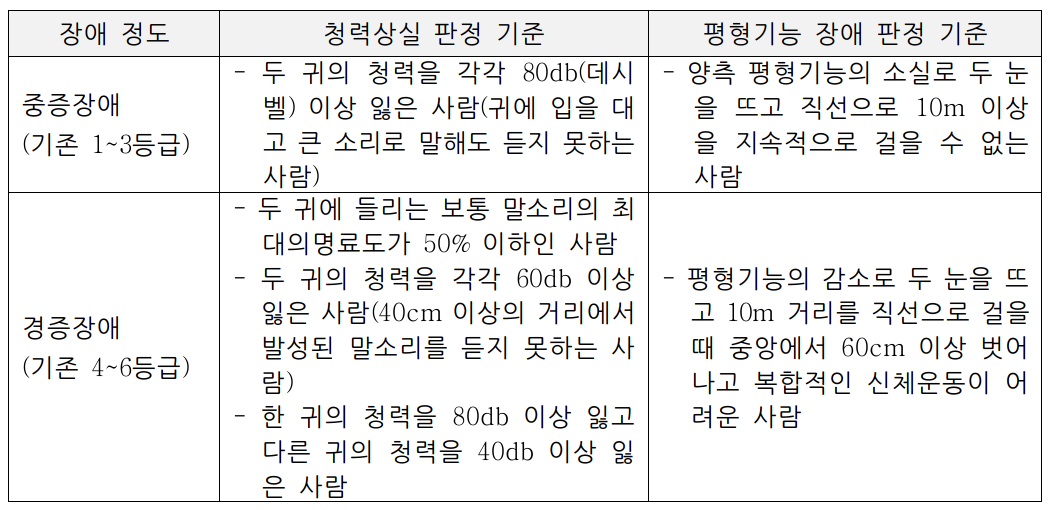 장애 정도
청력상실 판정 기준
평형기능 장애 판정 기준
중증장애
(기존 1~3등급)
- 두 귀의 청력을 각각 80db(데시
벨) 이상 잃은 사람(귀에 입을 대
고 큰 소리로 말해도 듣지 못하는
사람)
- 양측 평형기능의 소실로 두 눈
을 뜨고 직선으로 10m 이상
을 지속적으로 걸을 수 없는
사람
경증장애
(기존 4~6등급)
- 두 귀에 들리는 보통 말소리의 최
대의명료도가 50% 이하인 사람
- 두 귀의 청력을 각각 60db 이상
잃은 사람(40cm 이상의 거리에서
발성된 말소리를 듣지 못하는 사
람)
- 한 귀의 청력을 80db 이상 잃고
다른 귀의 청력을 40db 이상 잃
은 사람
- 평형기능의 감소로 두 눈을 뜨
고 10m 거리를 직선으로 걸을
때 중앙에서 60cm 이상 벗어
나고 복합적인 신체운동이 어
려운 사람